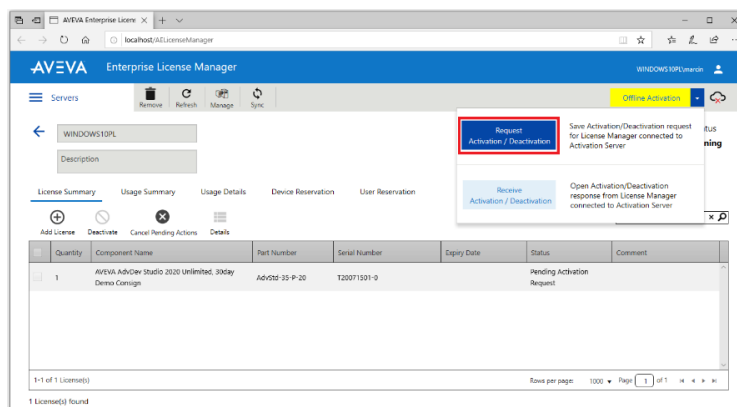 AVEVA Enterprise Licens
localhost/AELicenseManager
AVEVA Enterprise License Manager
WINDOWS10PL\marcin
Servers
Remove Refresh Manage Sync
Offline Activation
WINDOWS10PL
Description
Request
Activation / Deactivation
Save Activation/Deactivation request
for License Manager connected to
Activation Server
Receive
Activation / Deactivation
Open Activation/Deactivation
response from License Manager
connected to Activation Server
License Summary Usage Summary Usage Details Device Reservation User Reservation
Add License Deactivate Cancel Pending Actions Details
Quantity Component Name Part Number Serial Number Expiry Date Status Comment
1 AVEVA AdvDev Studio 2020 Unlimited, 30day
Demo Consign
AdvStd-35-P-20 T20071501-0
Pending Activation
Request
1-1 of 1 License(s)
Rows per page: 1000 Page 1 of 1
1 License(s) found